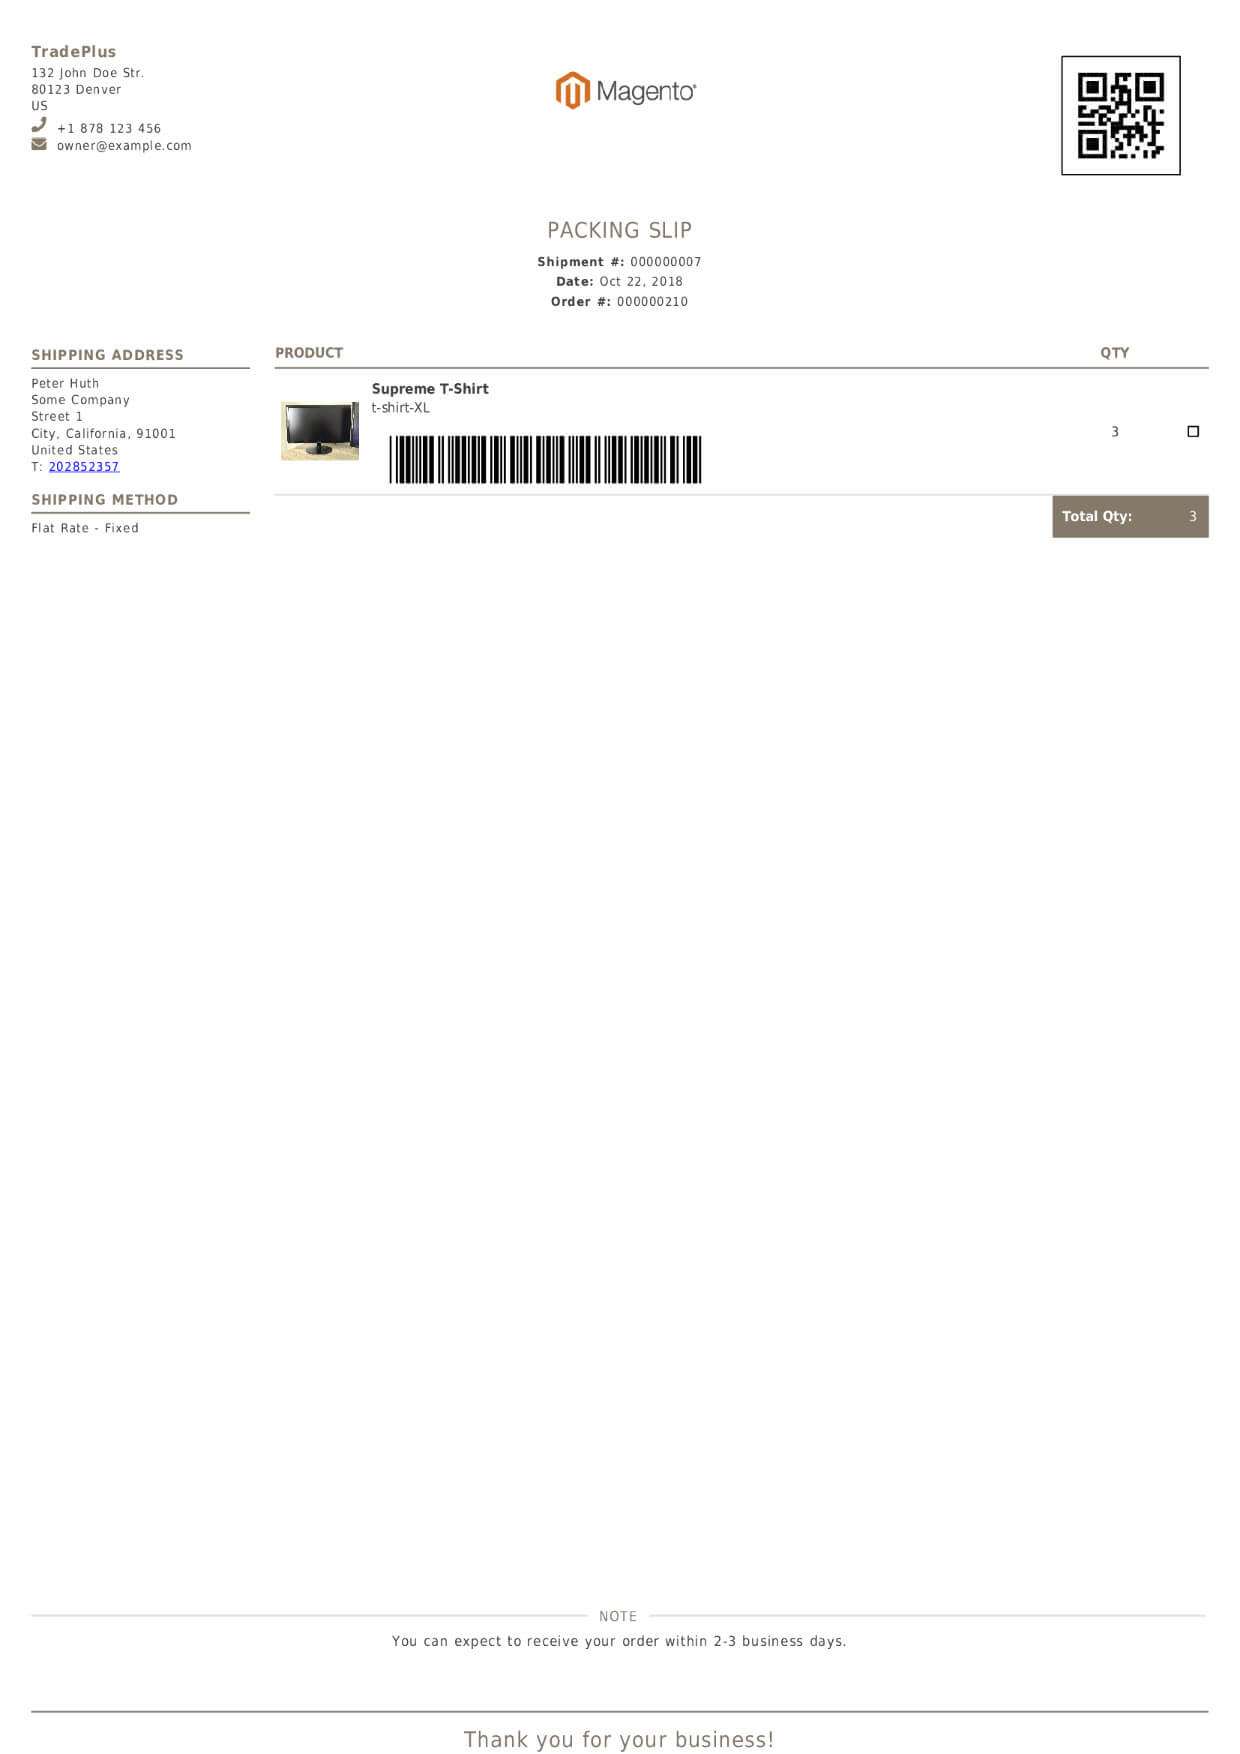 TradePlus
132 John Doe Str.
80123 Denver
US
+1 878 123 456
owner@example.com
Magento
PACKING SLIP
Shipment #: 000000007
Date: Oct 22, 2018
Order #: 000000210
SHIPPING ADDRESS
Peter Huth
Some Company
Street 1
City, California, 91001
United States
T: 202852357
SHIPPING METHOD
Flat Rate - Fixed
PRODUCT QTY
Supreme T-Shirt
t-shirt-XL
3
Total Qty: 3
NOTE
You can expect to receive your order within 2-3 business days.
Thank you for your business!